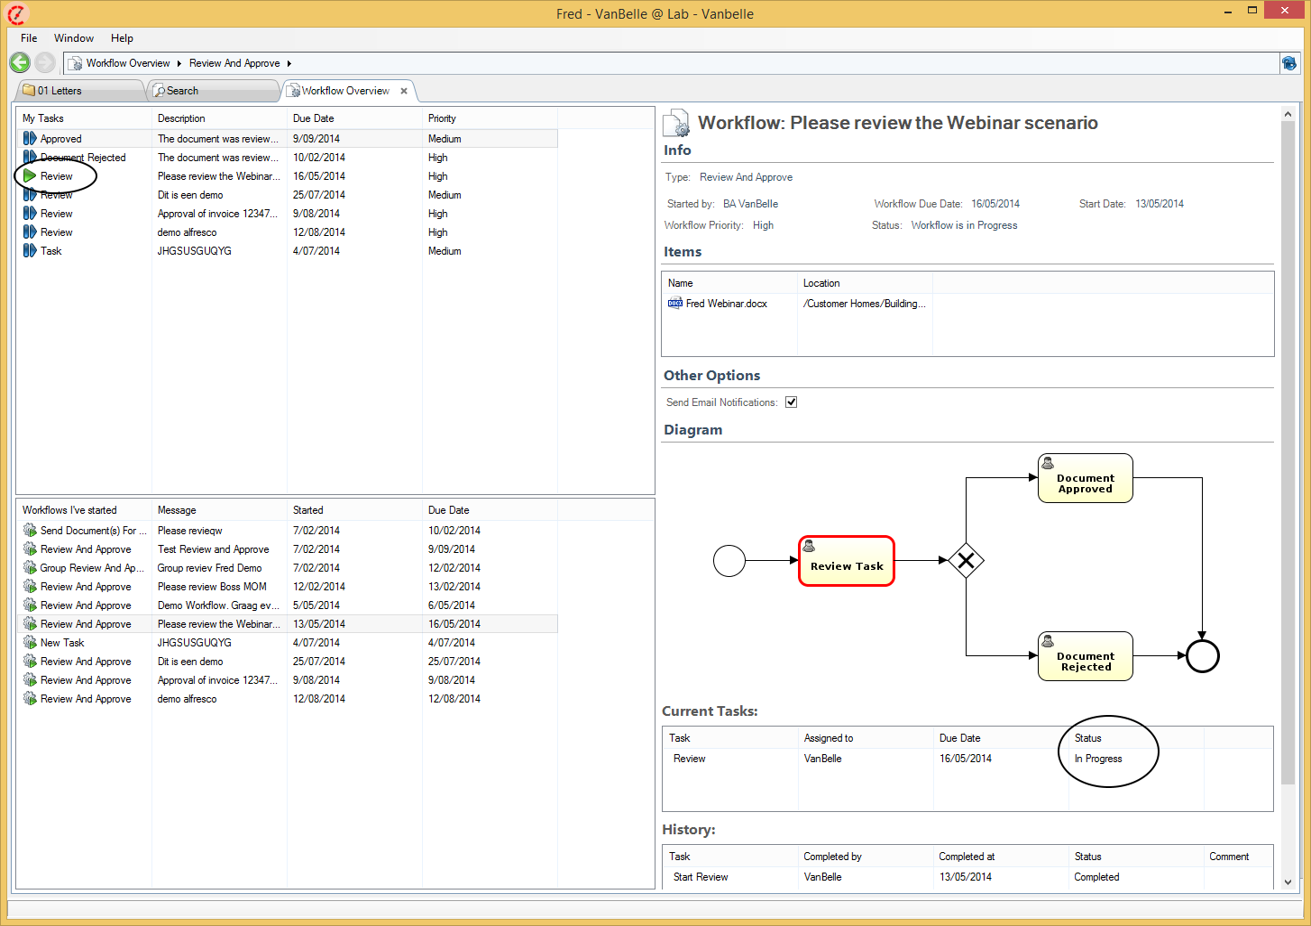 Fred - VanBelle @ Lab - Vanbelle
File Window Help
Workflow Overview Review And Approve
01 Letters Search Workflow Overview
My Tasks Description Due Date Priority
Approved The document was review... 9/09/2014 Medium
Document Rejected The document was review... 10/02/2014 High
Review Please review the Webinar... 16/05/2014 High
Review Dit is een demo 25/07/2014 Medium
Review Approval of invoice 12347... 9/08/2014 High
Review demo alfresco 12/08/2014 High
Task JHGSUSGUQYG 4/07/2014 Medium
Workflows I've started Message Started Due Date
Send Document(s) For ... Please revieqw 7/02/2014 10/02/2014
Review And Approve Test Review and Approve 7/02/2014 9/09/2014
Group Review And Ap... Group reviev Fred Demo 7/02/2014 12/02/2014
Review And Approve Please review Boss MOM 12/02/2014 13/02/2014
Review And Approve Demo Workflow. Graag ev... 5/05/2014 6/05/2014
Review And Approve Please review the Webinar... 13/05/2014 16/05/2014
New Task JHGSUSGUQYG 4/07/2014 4/07/2014
Review And Approve Dit is een demo 25/07/2014 25/07/2014
Review And Approve Approval of invoice 12347... 9/08/2014 9/08/2014
Review And Approve demo alfresco 12/08/2014 12/08/2014
Workflow: Please review the Webinar scenario
Info
Type: Review And Approve
Started by: BA VanBelle Workflow Due Date: 16/05/2014 Start Date: 13/05/2014
Workflow Priority: High Status: Workflow is in Progress
Items
Name Location
Fred Webinar.docx /Customer Homes/Building...
Other Options
Send Email Notifications:
Diagram
Document
Approved
Review Task
Document
Rejected
Current Tasks:
Task Assigned to Due Date Status
Review VanBelle 16/05/2014 In Progress
History:
Task Completed by Completed at Status Comment
Start Review VanBelle 13/05/2014 Completed